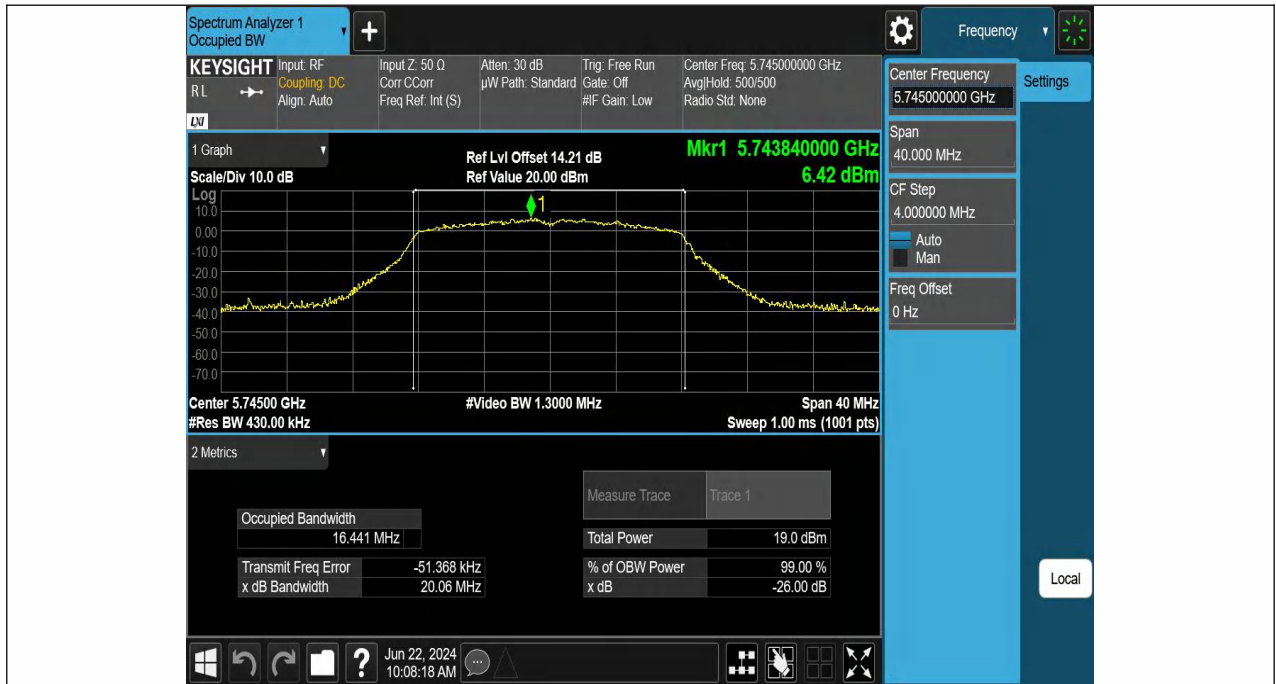 Spectrum Analyzer 1
Occupied BW
+
Frequency
KEYSIGHT
RL
LXI
Input: RF
Coupling: DC
Align: Auto
Input Z: 50 Ω
Corr CCorr
Freq Ref: Int (S)
Atten: 30 dB
µW Path: Standard
Trig: Free Run
Gate: Off
#IF Gain: Low
Center Freq: 5.745000000 GHz
Avg|Hold: 500/500
Radio Std: None
Center Frequency
5.745000000 GHz
Settings
Span
40.000 MHz
CF Step
4.000000 MHz
Auto
Man
Freq Offset
0 Hz
Local
1 Graph
Scale/Div 10.0 dB
Ref Lvl Offset 14.21 dB
Ref Value 20.00 dBm
Mkr1 5.743840000 GHz
6.42 dBm
Log
10.0
0.00
-10.0
-20.0
-30.0
-40.0
-50.0
-60.0
-70.0
1
Center 5.74500 GHz
#Res BW 430.00 kHz
#Video BW 1.3000 MHz
Span 40 MHz
Sweep 1.00 ms (1001 pts)
2 Metrics
Measure Trace Trace 1
Occupied Bandwidth
16.441 MHz
Total Power 19.0 dBm
Transmit Freq Error -51.368 kHz
% of OBW Power 99.00 %
x dB Bandwidth 20.06 MHz
x dB -26.00 dB
?
Jun 22, 2024
10:08:18 AM